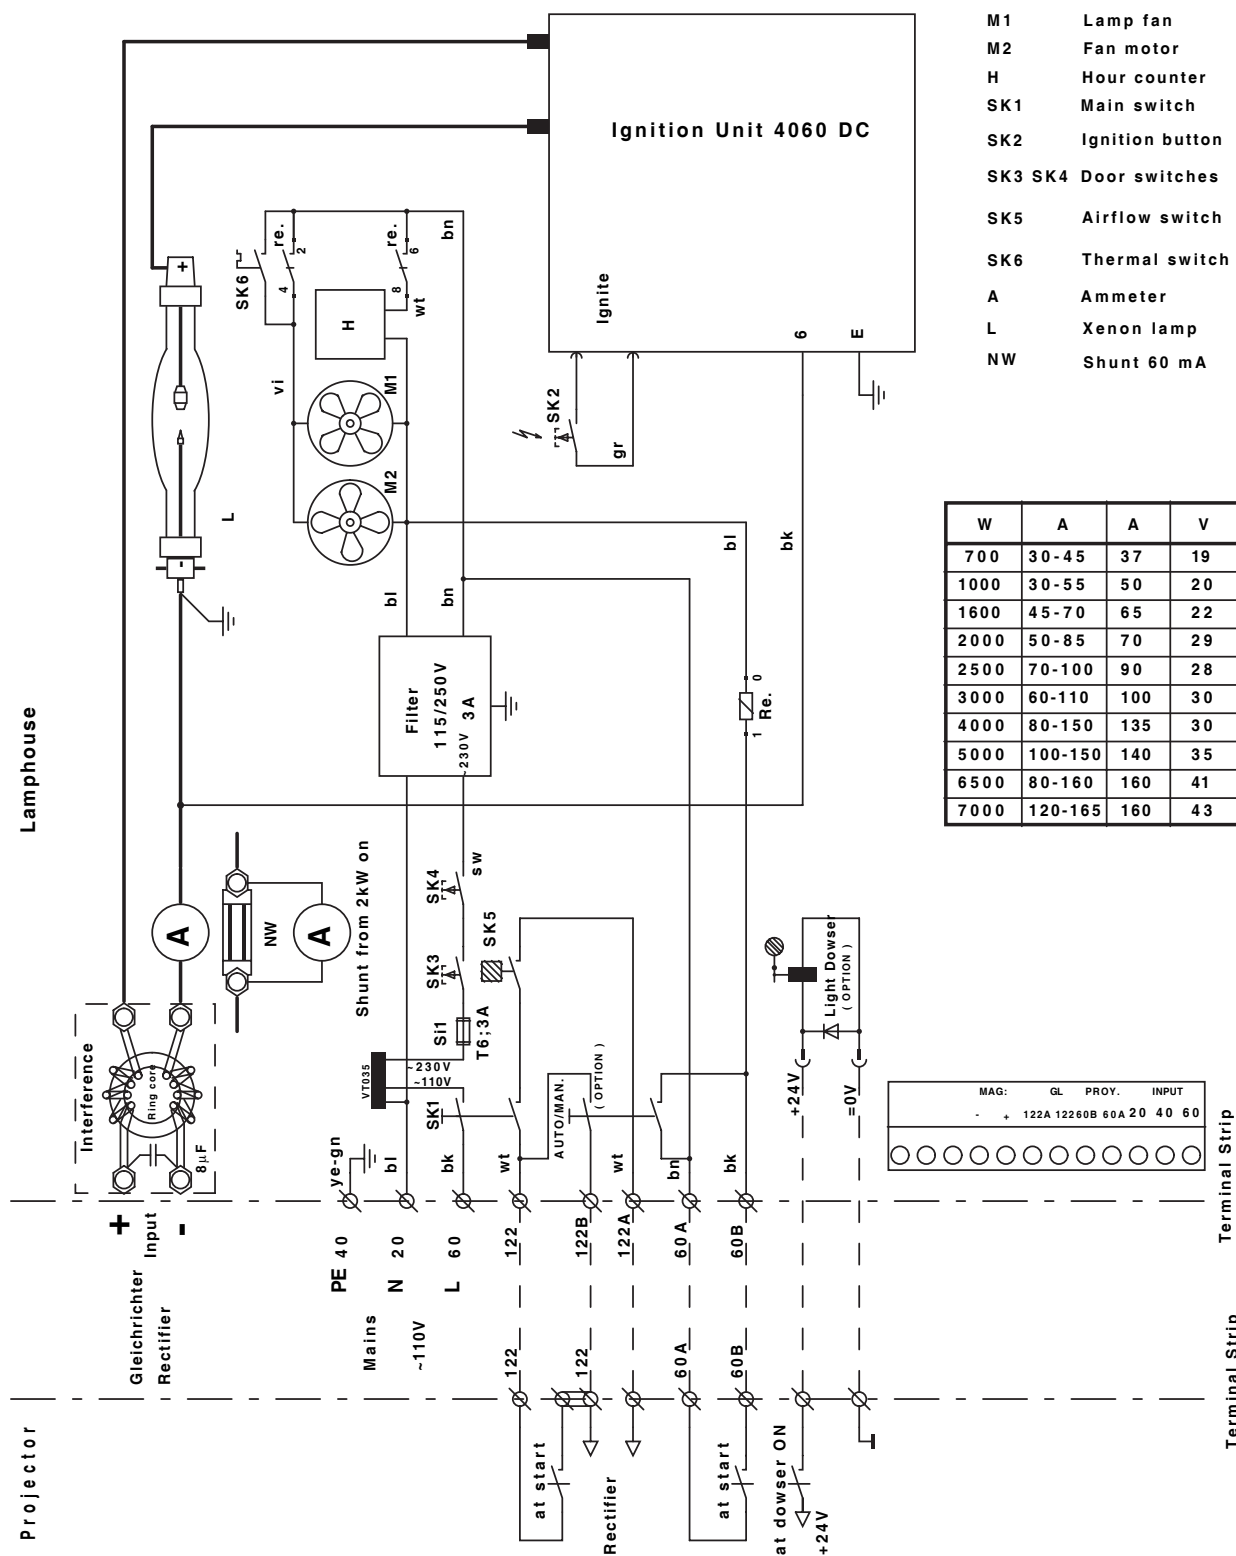 Ignition Unit 4060 DC
Ignite
6
E
M1 Lamp fan
M2 Fan motor
H Hour counter
SK1 Main switch
SK2 Ignition button
SK3 SK4 Door switches
SK5 Airflow switch
SK6 Thermal switch
A Ammeter
L Xenon lamp
NW Shunt 60 mA
W A A V
700 30-45 37 19
1000 30-55 50 20
1600 45-70 65 22
2000 50-85 70 29
2500 70-100 90 28
3000 60-110 100 30
4000 80-150 135 30
5000 100-150 140 35
6500 80-160 160 41
7000 120-165 160 43
+
-
L
SK6
re.
2
4
re.
6
8
wt
bn
H
vi
M1
M2
SK2
gr
bl
bk
bl
bn
Filter
115/250V
~230V 3A
Re.
0
1
Lamphouse
A
NW
A
Shunt from 2kW on
SK4
sw
SK3
SK5
Si1
T6;3A
VT035
~230V
~110V
SK1
AUTO/MAN.
( OPTION )
Light Dowser
( OPTION )
+24V
=0V
Interference
Ring core
8µF
ye-gn
bl
bk
wt
wt
bn
bk
MAG: GL PROY. INPUT
- + 122A 122 60B 60A 20 40 60
Terminal Strip
+
Input
-
Gleichrichter
Rectifier
PE 40
N 20
L 60
Mains
~110V
122
122B
122A
60A
60B
122
122
60A
60B
Terminal Strip
Projector
at start
Rectifier
at start
at dowser ON
+24V